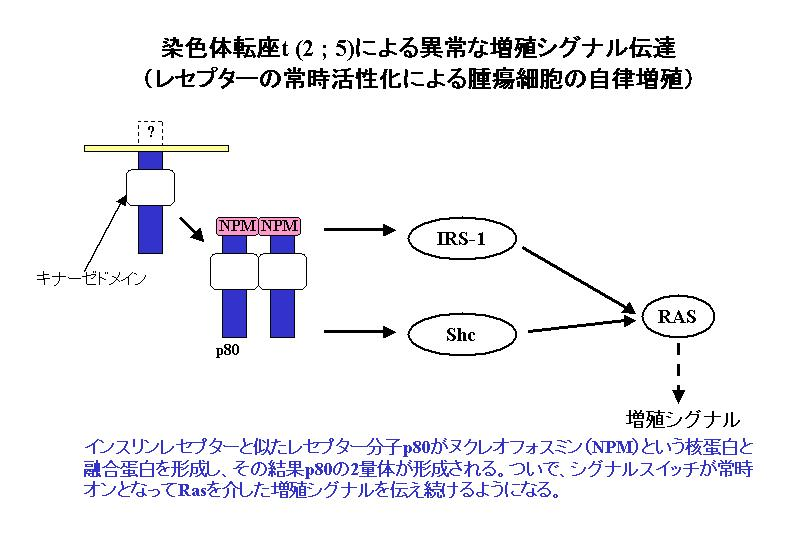 染色体転座t (2 ; 5)による異常な増殖シグナル伝達
（レセプターの常時活性化による腫瘍細胞の自律増殖）
?
NPM NPM
IRS-1
キナーゼドメイン
RAS
Shc
p80
増殖シグナル
インスリンレセプターと似たレセプター分子p80がヌクレオフォスミン（NPM）という核蛋白と
融合蛋白を形成し、その結果p80の2量体が形成される。ついで、シグナルスイッチが常時
オンとなってRasを介した増殖シグナルを伝え続けるようになる。